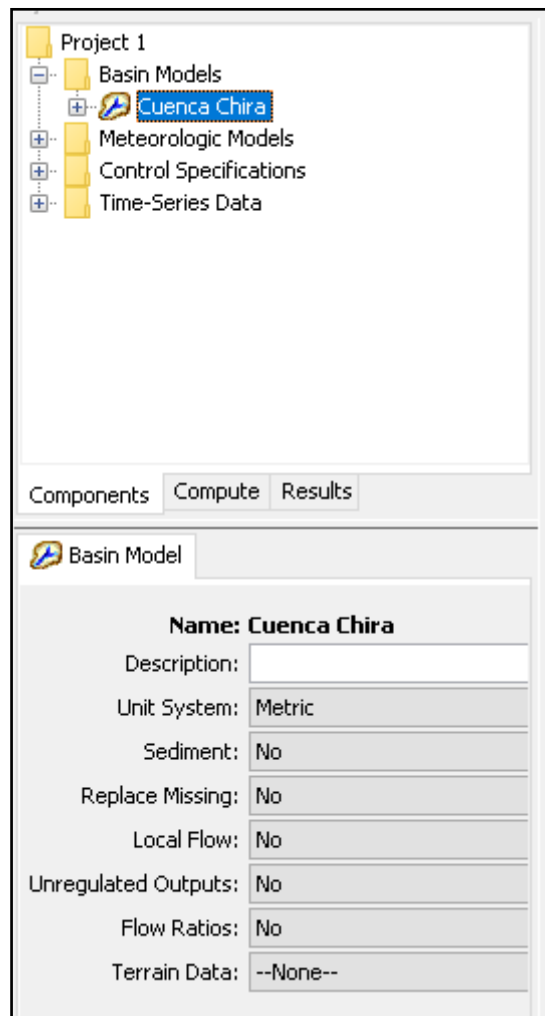 Project 1
Basin Models
Cuenca Chira
Meteorologic Models
Control Specifications
Time-Series Data
Components Compute Results
Basin Model
Name: Cuenca Chira
Description:
Unit System: Metric
Sediment: No
Replace Missing: No
Local Flow: No
Unregulated Outputs: No
Flow Ratios: No
Terrain Data: --None--